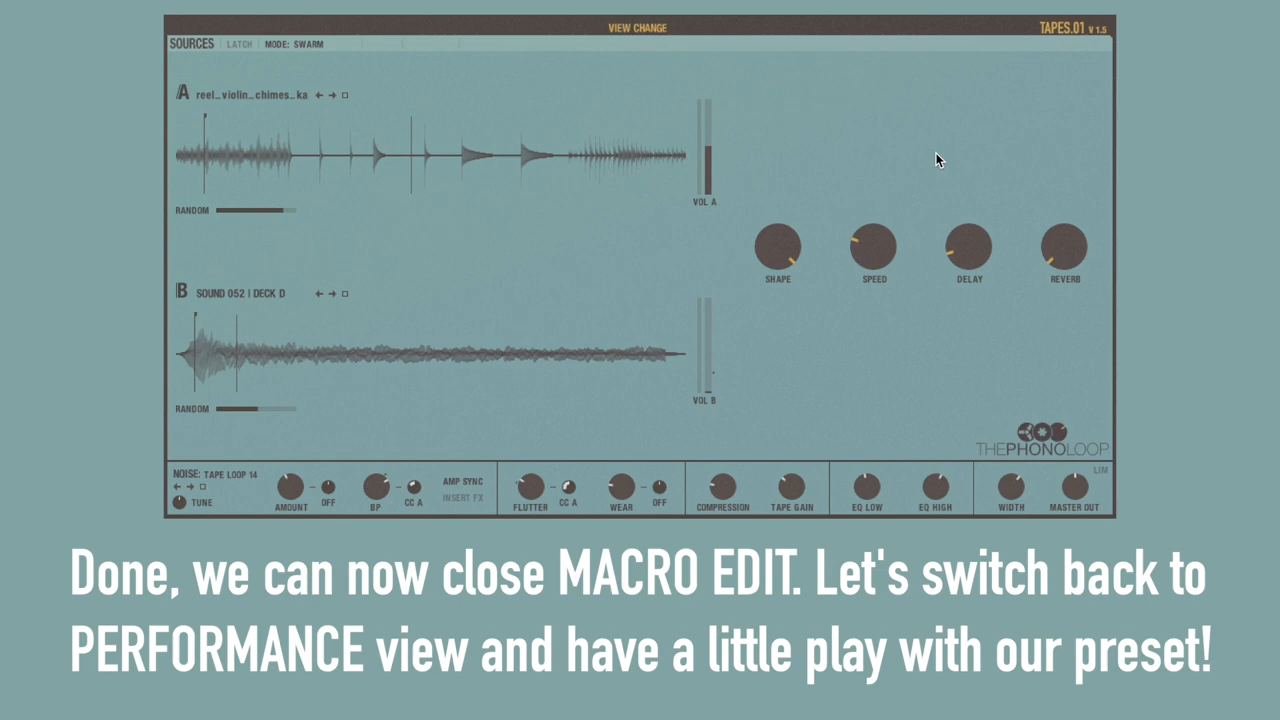 VIEW CHANGE
TAPES.01 V 1.5
SOURCES LATCH MODE: SWARM
A reel_violin_chimes_ka
RANDOM
VOL A
SHAPE SPEED DELAY REVERB
B SOUND 052 | DECK D
RANDOM
VOL B
THEPHONOLOOP
NOISE: TAPE LOOP 14
TUNE
AMOUNT
OFF
BP
CC A
AMP SYNC
INSERT FX
FLUTTER
CC A
WEAR
OFF
COMPRESSION
TAPE GAIN
EQ LOW
EQ HIGH
LIM
WIDTH
MASTER OUT
Done, we can now close MACRO EDIT. Let's switch back to
PERFORMANCE view and have a little play with our preset!